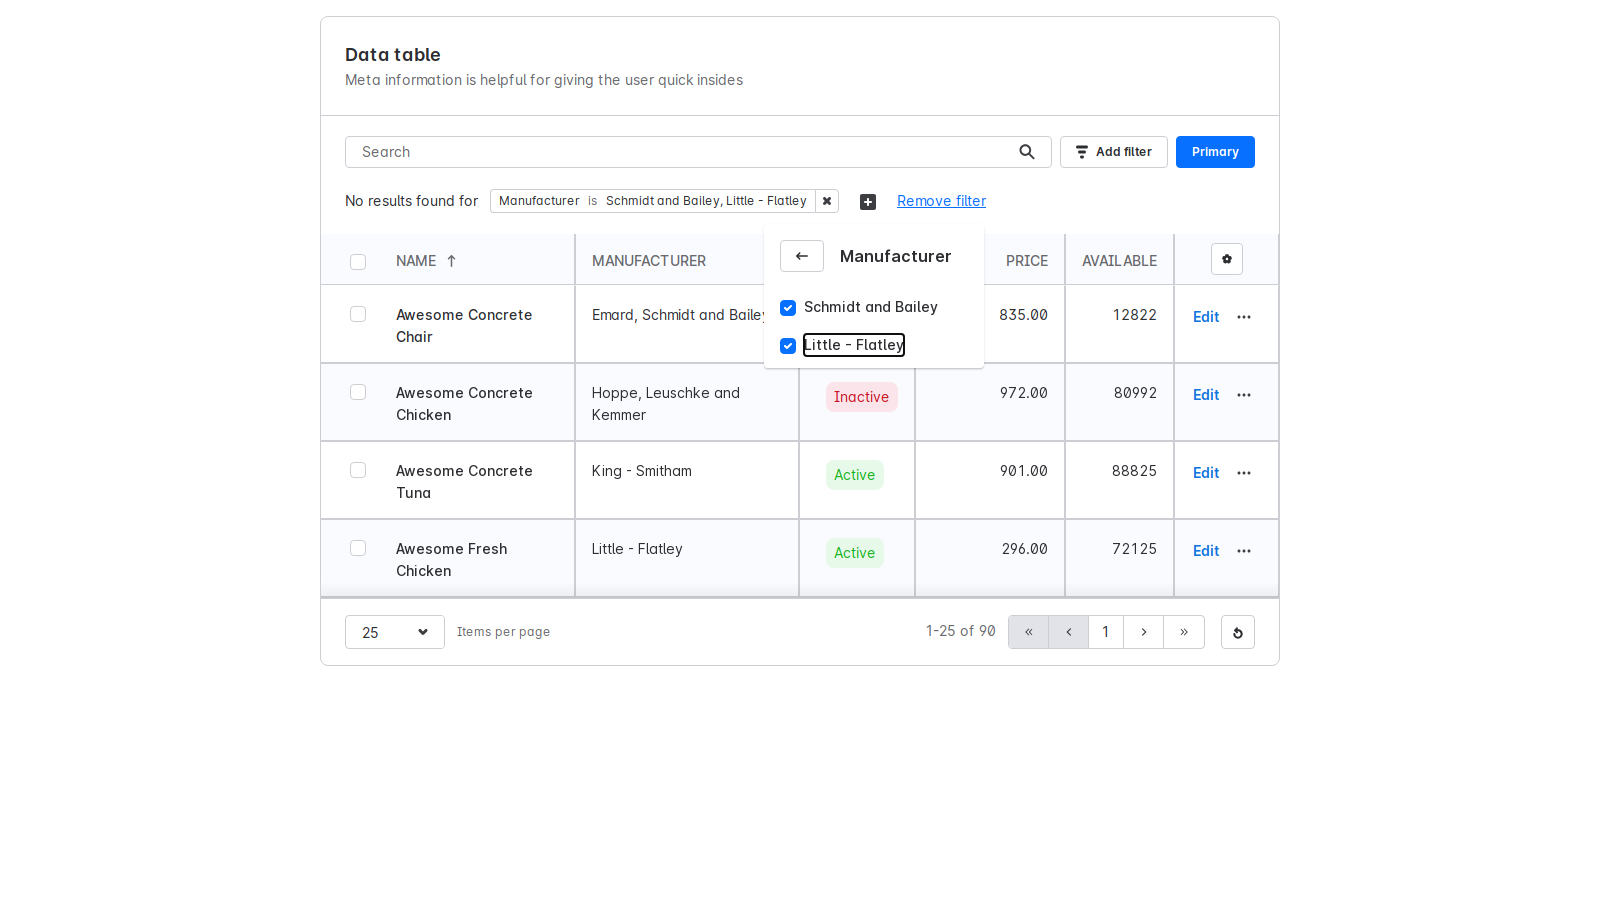 Data table
Meta information is helpful for giving the user quick insides
Search
Add filter
Primary
No results found for
Manufacturer is Schmidt and Bailey, Little - Flatley
Remove filter
Manufacturer
Schmidt and Bailey
Little - Flatley
NAME
MANUFACTURER
PRICE
AVAILABLE
Awesome Concrete
Chair
Emard, Schmidt and Bailey
835.00
12822
Edit
Awesome Concrete
Chicken
Hoppe, Leuschke and
Kemmer
Inactive
972.00
80992
Edit
Awesome Concrete
Tuna
King - Smitham
Active
901.00
88825
Edit
Awesome Fresh
Chicken
Little - Flatley
Active
296.00
72125
Edit
25
Items per page
1-25 of 90
«
‹
1
›
»